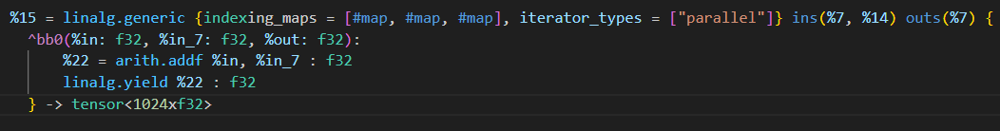 %15 = linalg.generic {indexing_maps = [#map, #map, #map], iterator_types = ["parallel"]} ins(%7, %14) outs(%7) {
^bb0(%in: f32, %in_7: f32, %out: f32):
%22 = arith.addf %in, %in_7 : f32
linalg.yield %22 : f32
} -> tensor<1024xf32>